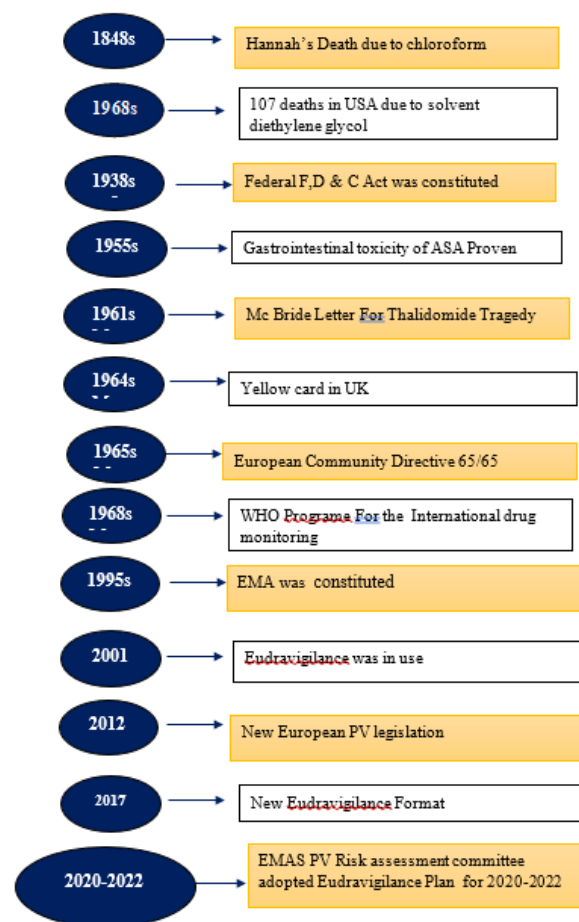 1848s
Hannah's Death due to chloroform
1968s
107 deaths in USA due to solvent
diethylene glycol
1938s
Federal F,D & C Act was constituted
1955s
Gastrointestinal toxicity of ASA Proven
1961s
Mc Bride Letter For Thalidomide Tragedy
1964s
Yellow card in UK
1965s
European Community Directive 65/65
1968s
WHO Programe For the International drug
monitoring
1995s
EMA was constituted
2001
Eudravigilance was in use
2012
New European PV legislation
2017
New Eudravigilance Format
2020-2022
EMAS PV Risk assessment committee
adopted Eudravigilance Plan for 2020-2022